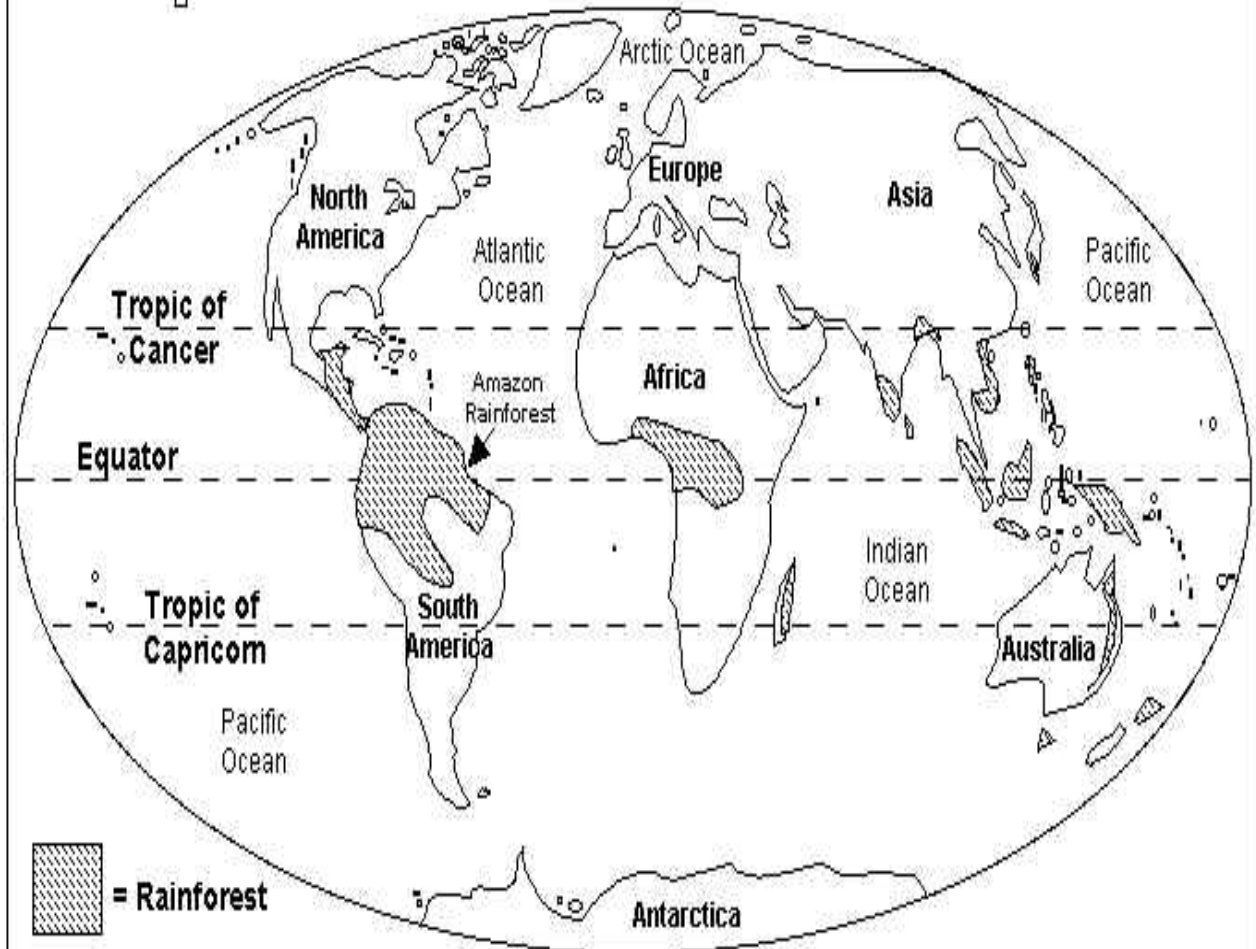 Arctic Ocean
North
America
Europe
Asia
Atlantic
Ocean
Pacific
Ocean
Tropic of
Cancer
Africa
Amazon
Rainforest
Equator
Indian
Ocean
Tropic of
Capricorn
South
America
Australia
Pacific
Ocean
= Rainforest
Antarctica